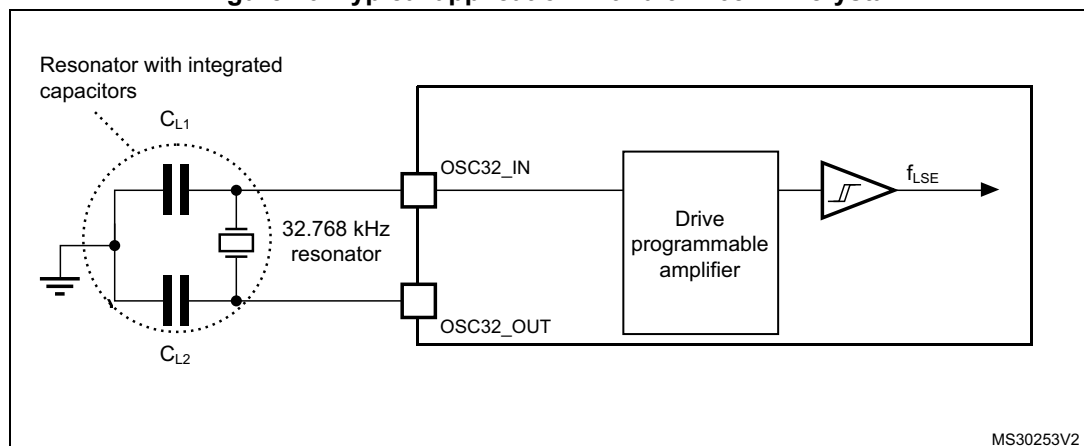 Resonator with integrated
capacitors
CL1
OSC32_IN
fLSE
32.768 kHz
resonator
Drive
programmable
amplifier
OSC32_OUT
CL2
MS30253V2